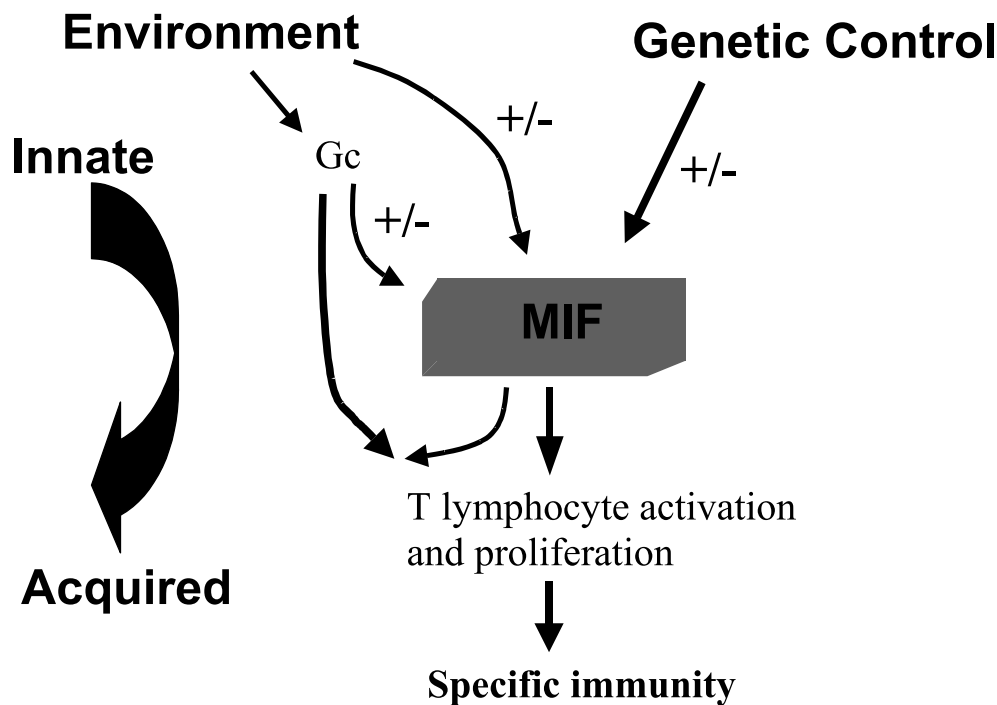 Environment
Genetic Control
+/-
Innate
Gc
+/-
+/-
MIF
T lymphocyte activation
and proliferation
Acquired
Specific immunity